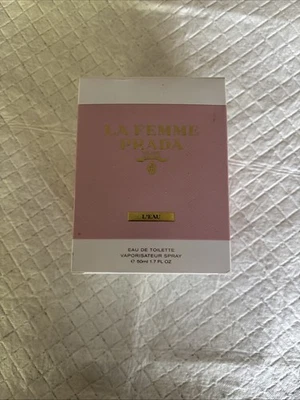 LA FEMME
PRADA
L'EAU
EAU DE TOILETTE
VAPORISATEUR SPRAY
℮ 50ml 1.7 FL OZ